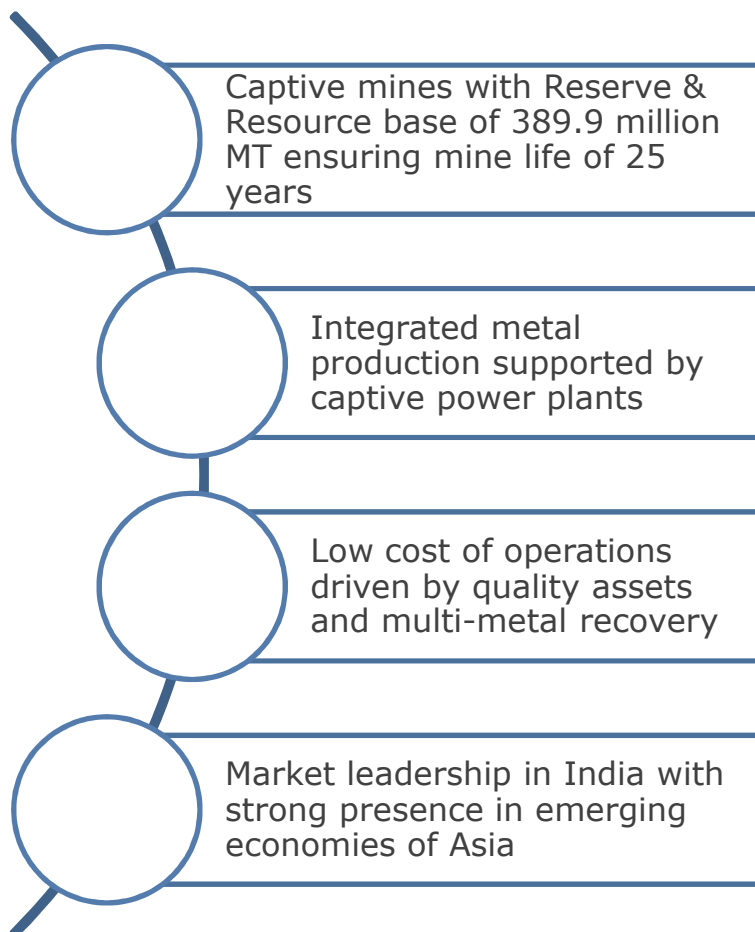 Captive mines with Reserve &
Resource base of 389.9 million
MT ensuring mine life of 25
years
Integrated metal
production supported by
captive power plants
Low cost of operations
driven by quality assets
and multi-metal recovery
Market leadership in India with
strong presence in emerging
economies of Asia